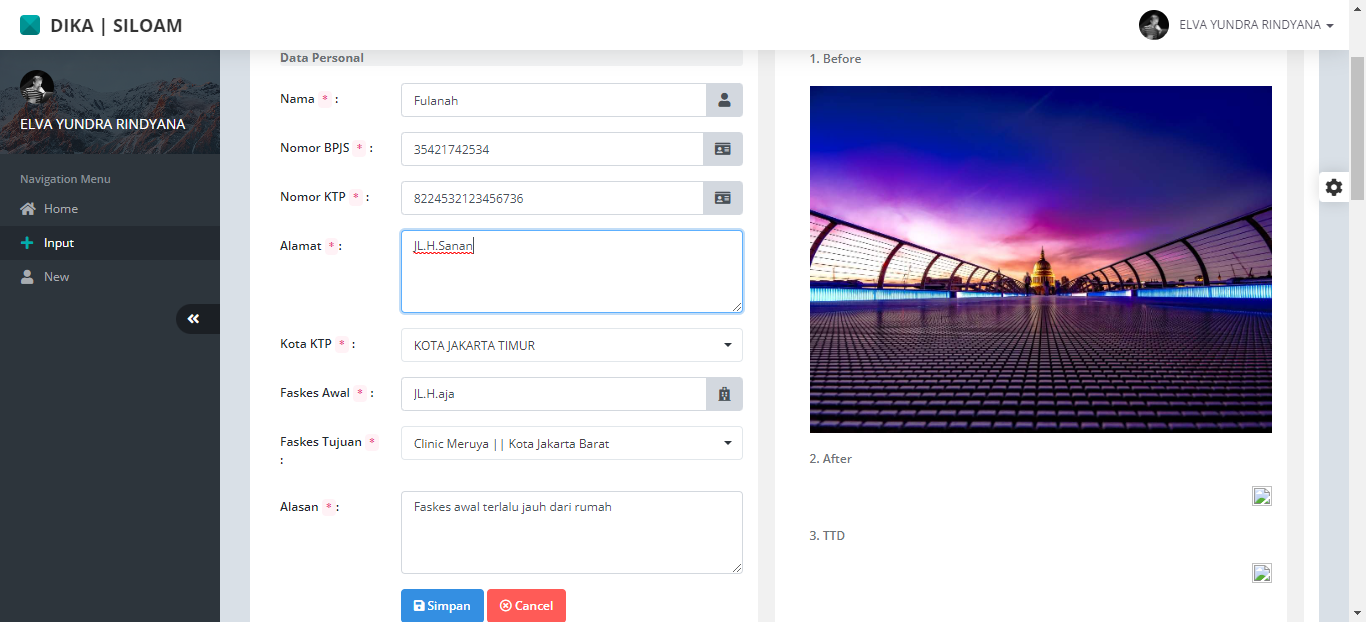 DIKA | SILOAM
ELVA YUNDRA RINDYANA
ELVA YUNDRA RINDYANA
Navigation Menu
Home
Input
New
Data Personal
Nama * :
Fulanah
Nomor BPJS * :
35421742534
Nomor KTP * :
8224532123456736
Alamat * :
JL.H.Sanan
Kota KTP * :
KOTA JAKARTA TIMUR
Faskes Awal * :
JL.H.aja
Faskes Tujuan *
:
Clinic Meruya || Kota Jakarta Barat
Alasan * :
Faskes awal terlalu jauh dari rumah
Simpan
Cancel
1. Before
2. After
3. TTD